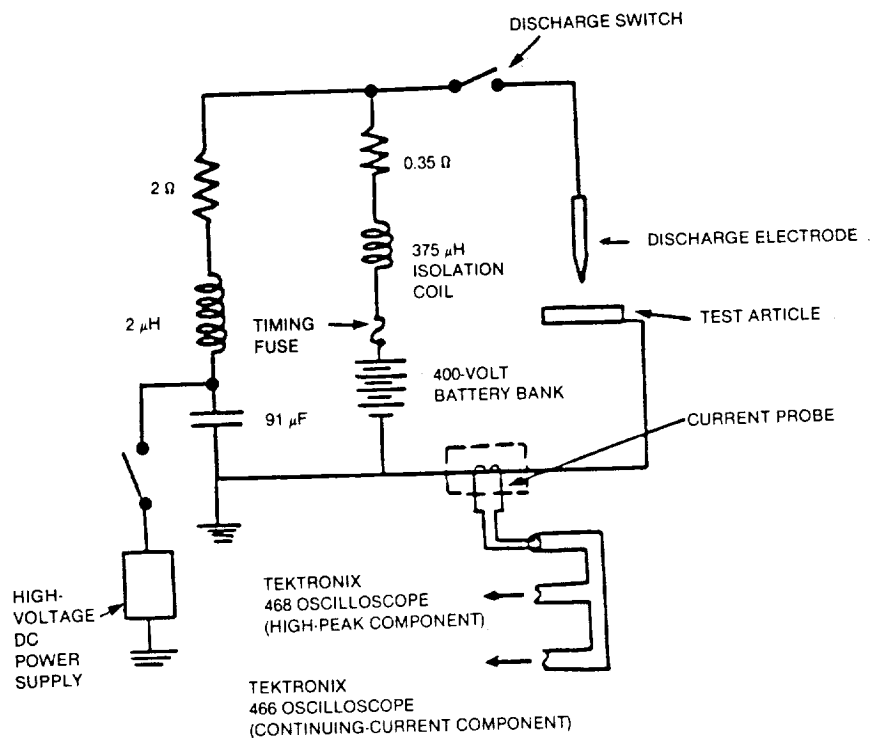 DISCHARGE SWITCH
2 Ω
0.35 Ω
DISCHARGE ELECTRODE
375 μH
ISOLATION
COIL
2 μH
TIMING
FUSE
TEST ARTICLE
400-VOLT
BATTERY BANK
91 μF
CURRENT PROBE
HIGH-
VOLTAGE
DC
POWER
SUPPLY
TEKTRONIX
468 OSCILLOSCOPE
(HIGH-PEAK COMPONENT)
TEKTRONIX
466 OSCILLOSCOPE
(CONTINUING-CURRENT COMPONENT)